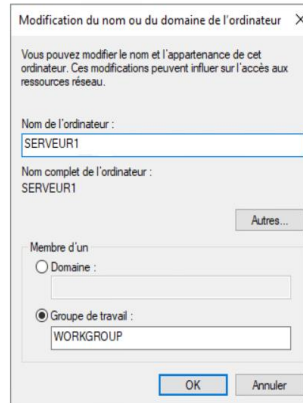 Modification du nom ou du domaine de l'ordinateur
Vous pouvez modifier le nom et l'appartenance de cet
ordinateur. Ces modifications peuvent influer sur l'accès aux
ressources réseau.
Nom de l'ordinateur :
SERVEUR1
Nom complet de l'ordinateur :
SERVEUR1
Autres...
Membre d'un
Domaine :
Groupe de travail :
WORKGROUP
OK Annuler